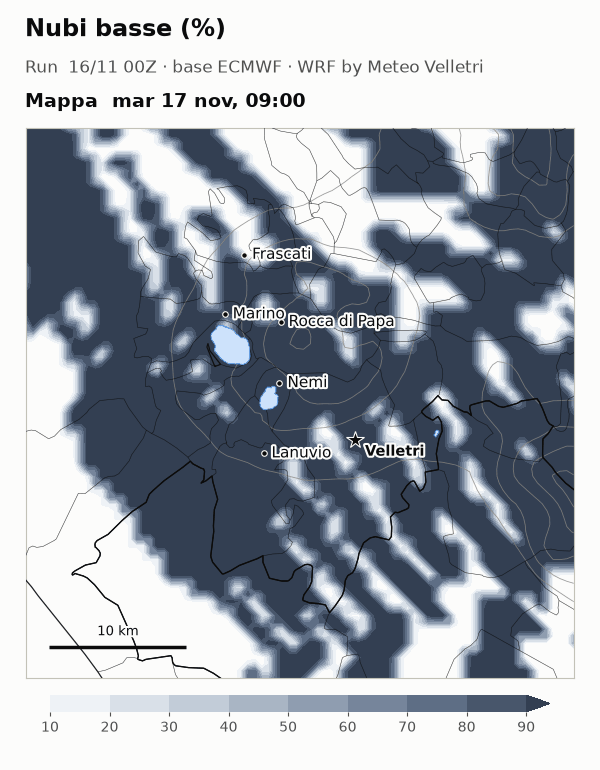 Nubi basse (%)
Run  16/11 00Z · base ECMWF · WRF by Meteo Velletri
Mappa  mar 17 nov, 09:00
Frascati
Marino
Rocca di Papa
Nemi
Velletri
Lanuvio
10 km
10 20 30 40 50 60 70 80 90